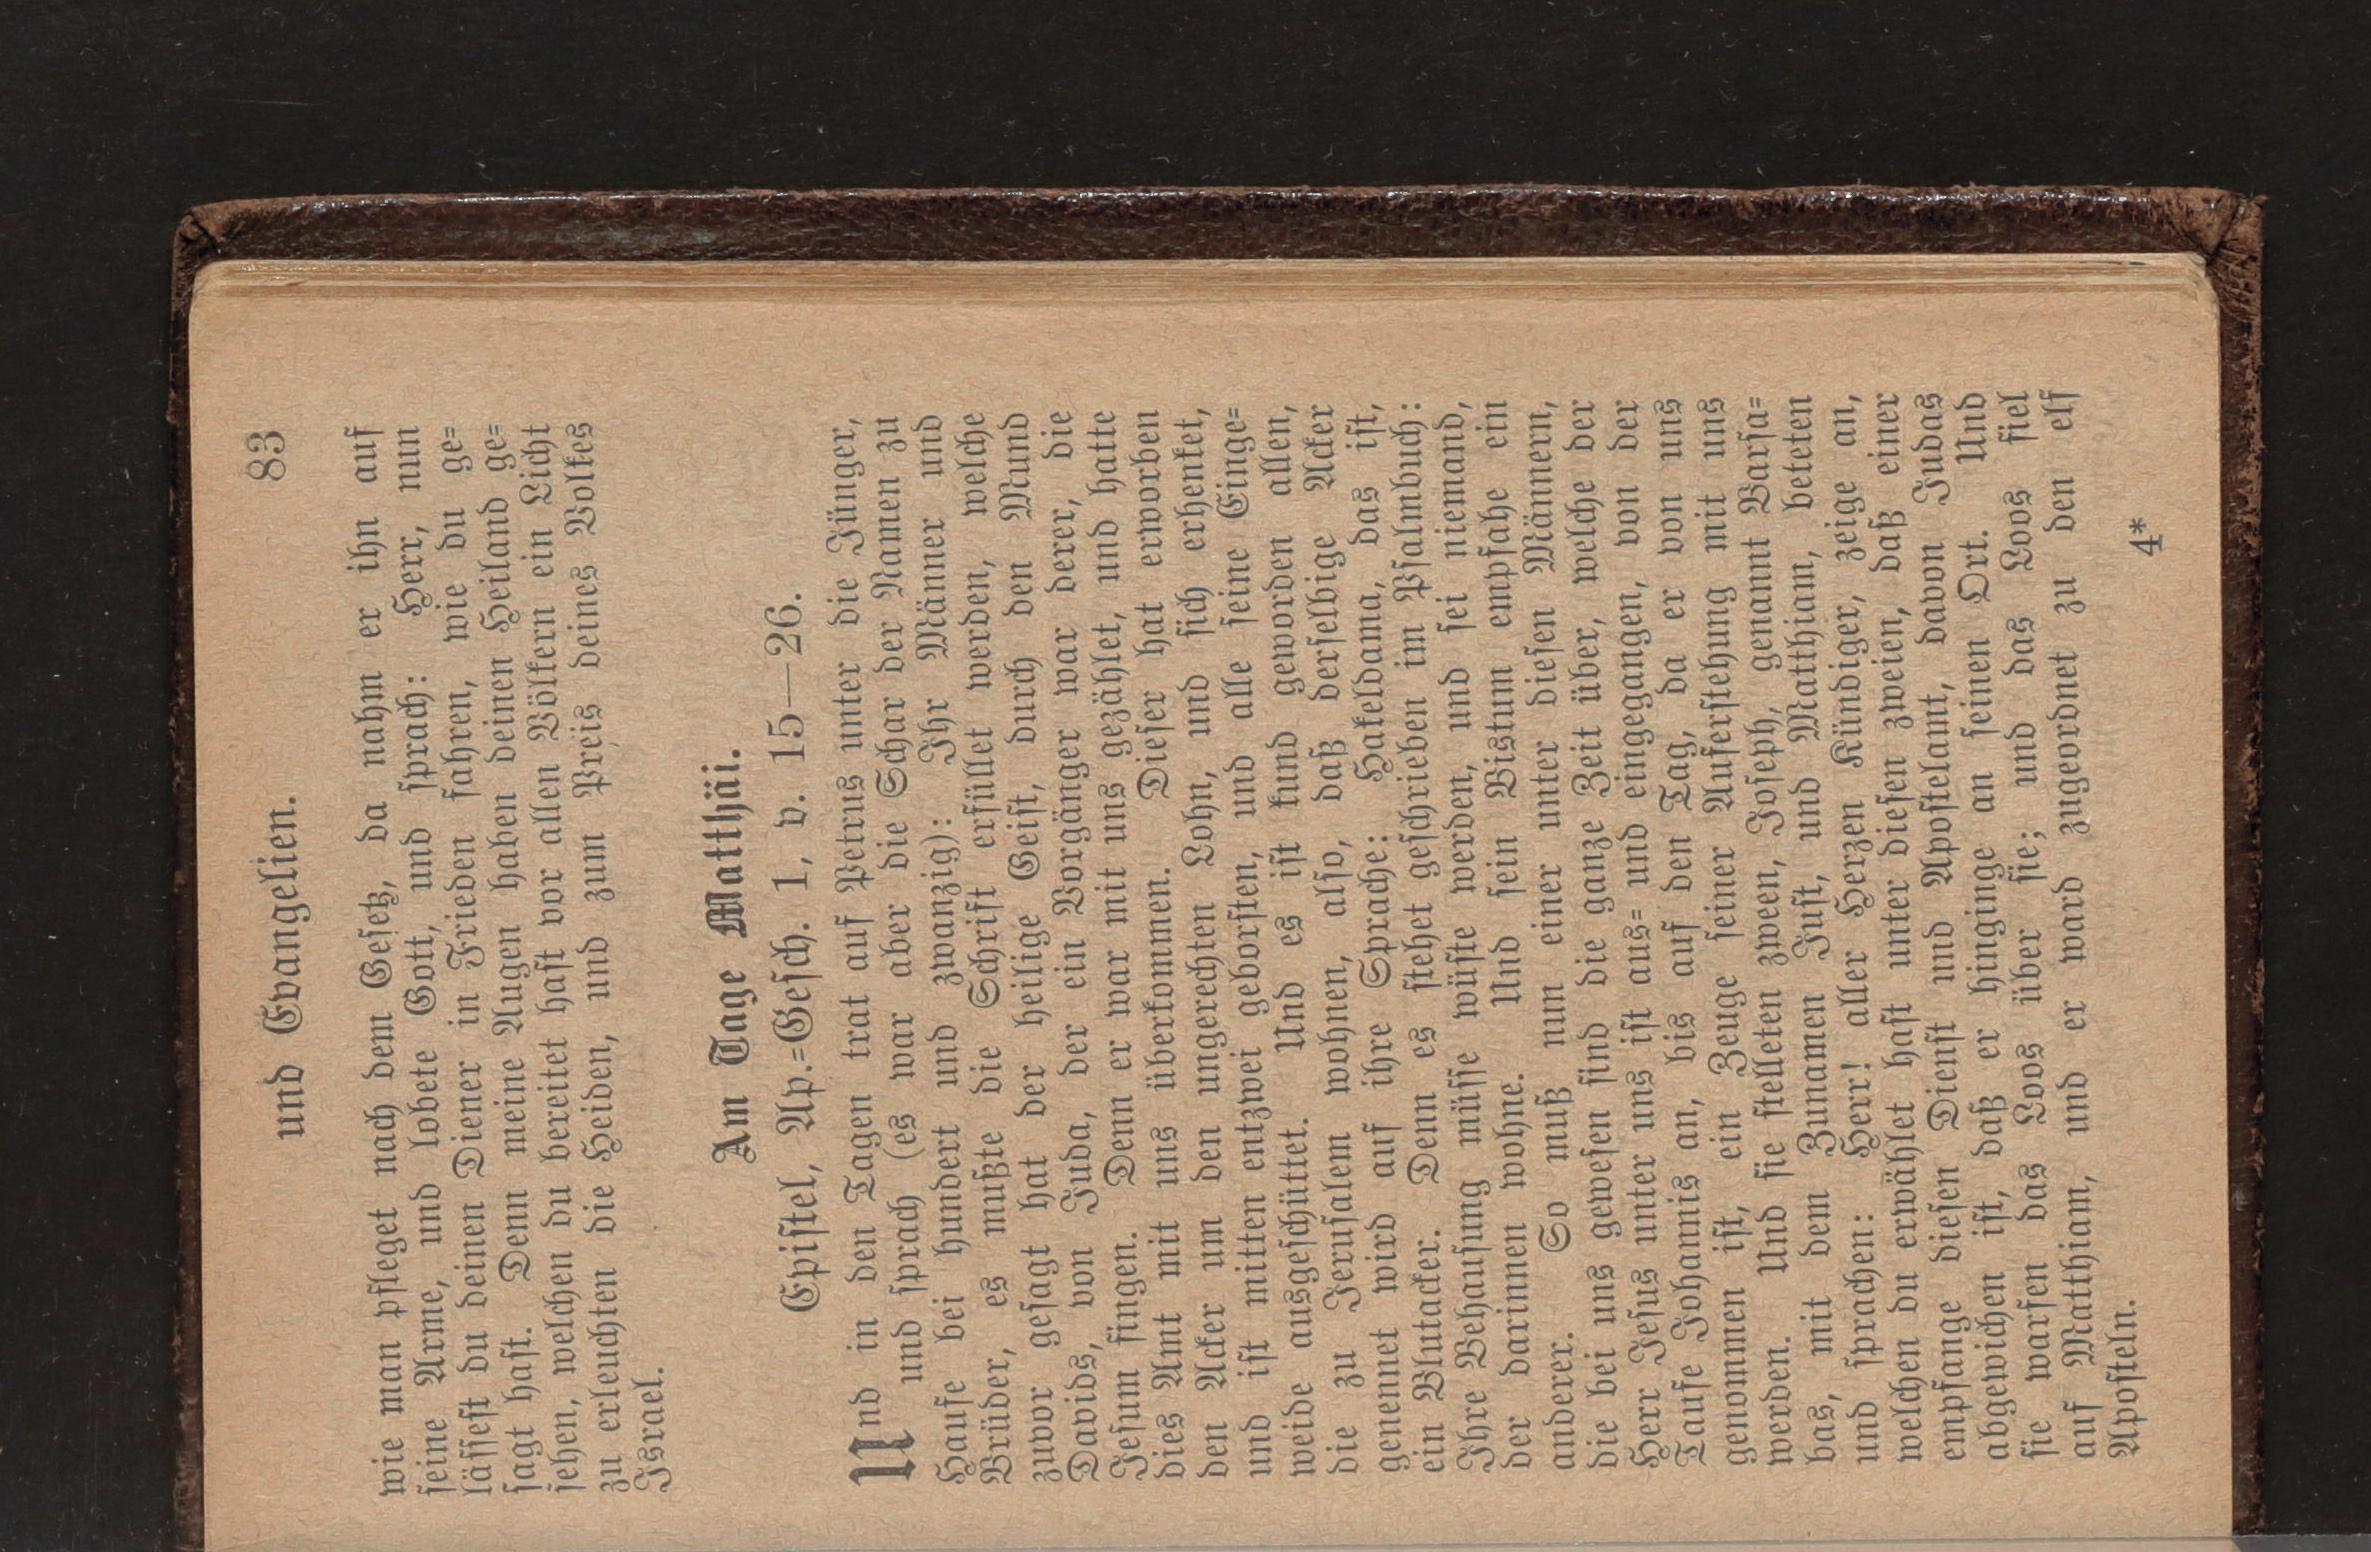 und Evangelien. 83
wie man pfleget nach dem Gesetz, da nahm er ihn auf
seine Arme, und lobete Gott, und sprach: Herr, nun
lässest du deinen Diener in Frieden fahren, wie du ge=
sagt hast. Denn meine Augen haben deinen Heiland ge=
sehen, welchen du bereitet hast vor allen Völkern ein Licht
zu erleuchten die Heiden, und zum Preis deines Volkes
Israel.
Am Tage Matthäi.
Epistel, Ap.=Gesch. 1, v. 15—26.
Und in den Tagen trat auf Petrus unter die Jünger,
und sprach (es war aber die Schar der Namen zu
Haufe bei hundert und zwanzig): Ihr Männer und
Brüder, es mußte die Schrift erfüllet werden, welche
zuvor gesagt hat der heilige Geist, durch den Mund
Davids, von Juda, der ein Vorgänger war derer, die
Jesum fingen. Denn er war mit uns gezählet, und hatte
dies Amt mit uns überkommen. Dieser hat erworben
den Acker um den ungerechten Lohn, und sich erhenket,
und ist mitten entzwei geborsten, und alle seine Einge=
weide ausgeschüttet. Und es ist kund geworden allen,
die zu Jerusalem wohnen, also, daß derselbige Acker
genennet wird auf ihre Sprache: Hakeldama, das ist,
ein Blutacker. Denn es stehet geschrieben im Psalmbuch:
Ihre Behausung müsse wüste werden, und sei niemand,
der darinnen wohne. Und sein Bistum empfahe ein
anderer. So muß nun einer unter diesen Männern,
die bei uns gewesen sind die ganze Zeit über, welche der
Herr Jesus unter uns ist aus= und eingegangen, von der
Taufe Johannis an, bis auf den Tag, da er von uns
genommen ist, ein Zeuge seiner Auferstehung mit uns
werden. Und sie stelleten zween, Joseph, genannt Barsa=
bas, mit dem Zunamen Just, und Matthiam, beteten
und sprachen: Herr! aller Herzen Kündiger, zeige an,
welchen du erwählet hast unter diesen zweien, daß einer
empfange diesen Dienst und Apostelamt, davon Judas
abgewichen ist, daß er hinginge an seinen Ort. Und
sie warfen das Loos über sie; und das Loos fiel
auf Matthiam, und er ward zugeordnet zu den elf
Aposteln.
4*